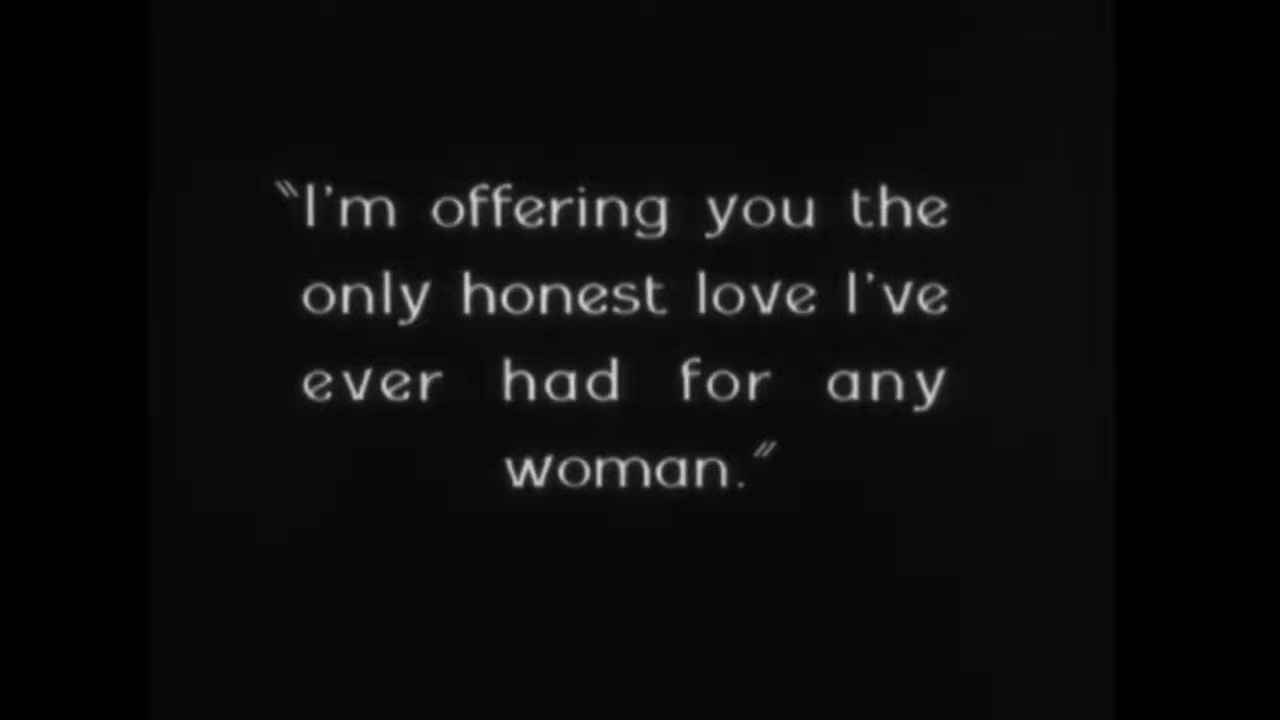 "I'm offering you the
only honest love I've
ever had for any
woman."